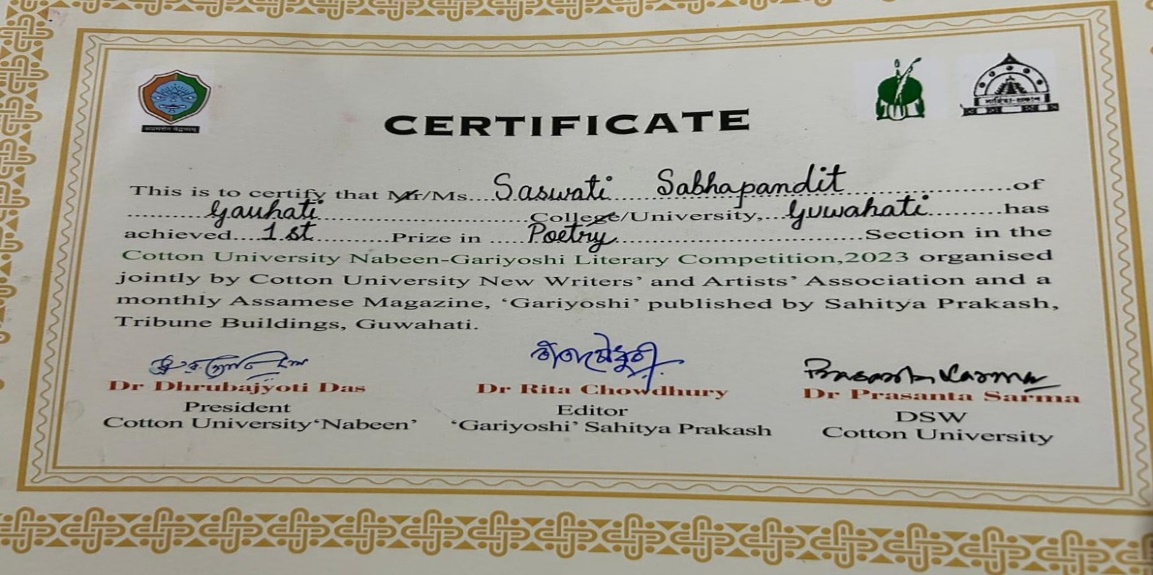 CERTIFICATE
This is to certify that Mr/Ms....Saswati Sabhapandit....................of
............Gauhati............................College/University,...Guwahati............has
achieved....1st..........Prize in .....Poetry..............................Section in the
Cotton University Nabeen-Gariyoshi Literary Competition,2023 organised
jointly by Cotton University New Writers' and Artists' Association and a
monthly Assamese Magazine, 'Gariyoshi' published by Sahitya Prakash,
Tribune Buildings, Guwahati.
Prasanta Sarma
Dr Dhrubajyoti Das Dr Rita Chowdhury Dr Prasanta Sarma
President Editor DSW
Cotton University'Nabeen' 'Gariyoshi' Sahitya Prakash Cotton University